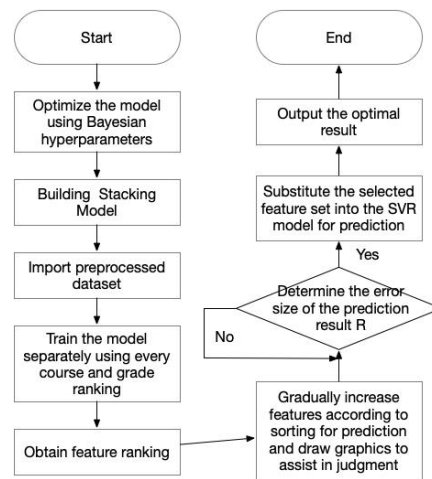 Start
Optimize the model
using Bayesian
hyperparameters
Building Stacking
Model
Import preprocessed
dataset
Train the model
separately using every
course and grade
ranking
Obtain feature ranking
Gradually increase
features according to
sorting for prediction
and draw graphics to
assist in judgment
Determine the error
size of the prediction
result R
No
Yes
Substitute the selected
feature set into the SVR
model for prediction
Output the optimal
result
End